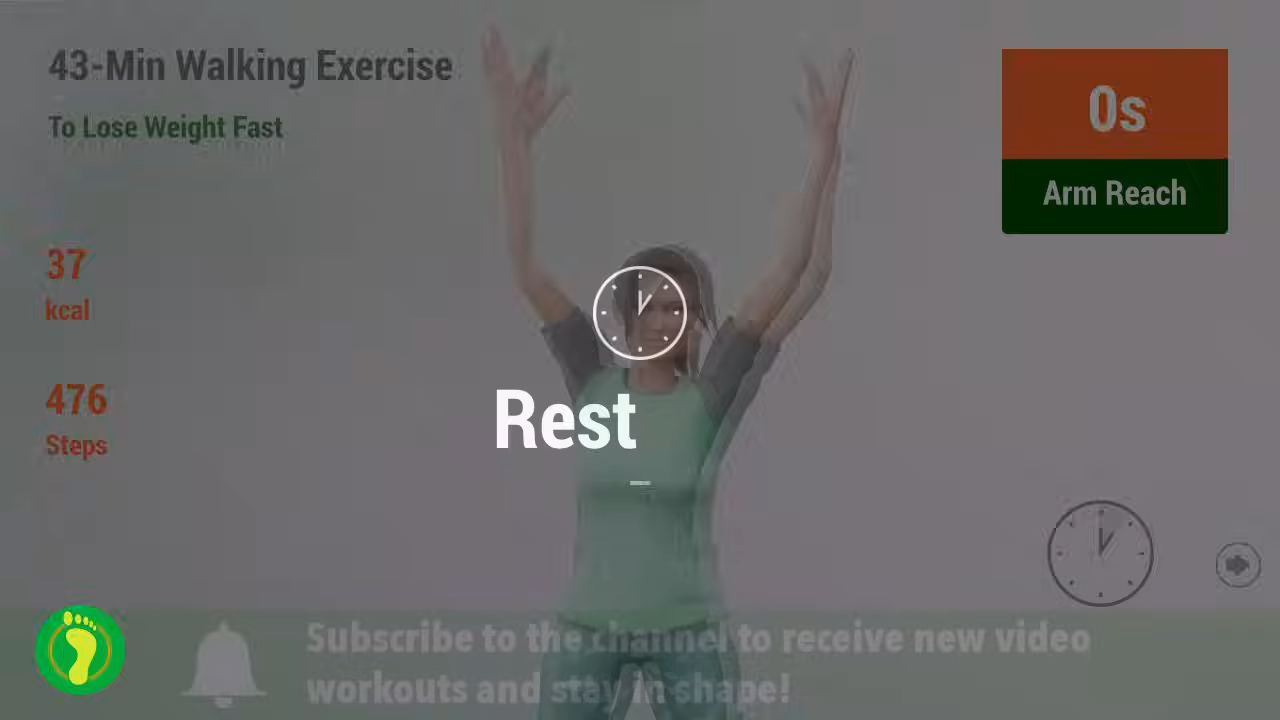 43-Min Walking Exercise
To Lose Weight Fast
0s
Arm Reach
37
kcal
476
Steps
Rest
Subscribe to the channel to receive new video
workouts and stay in shape!